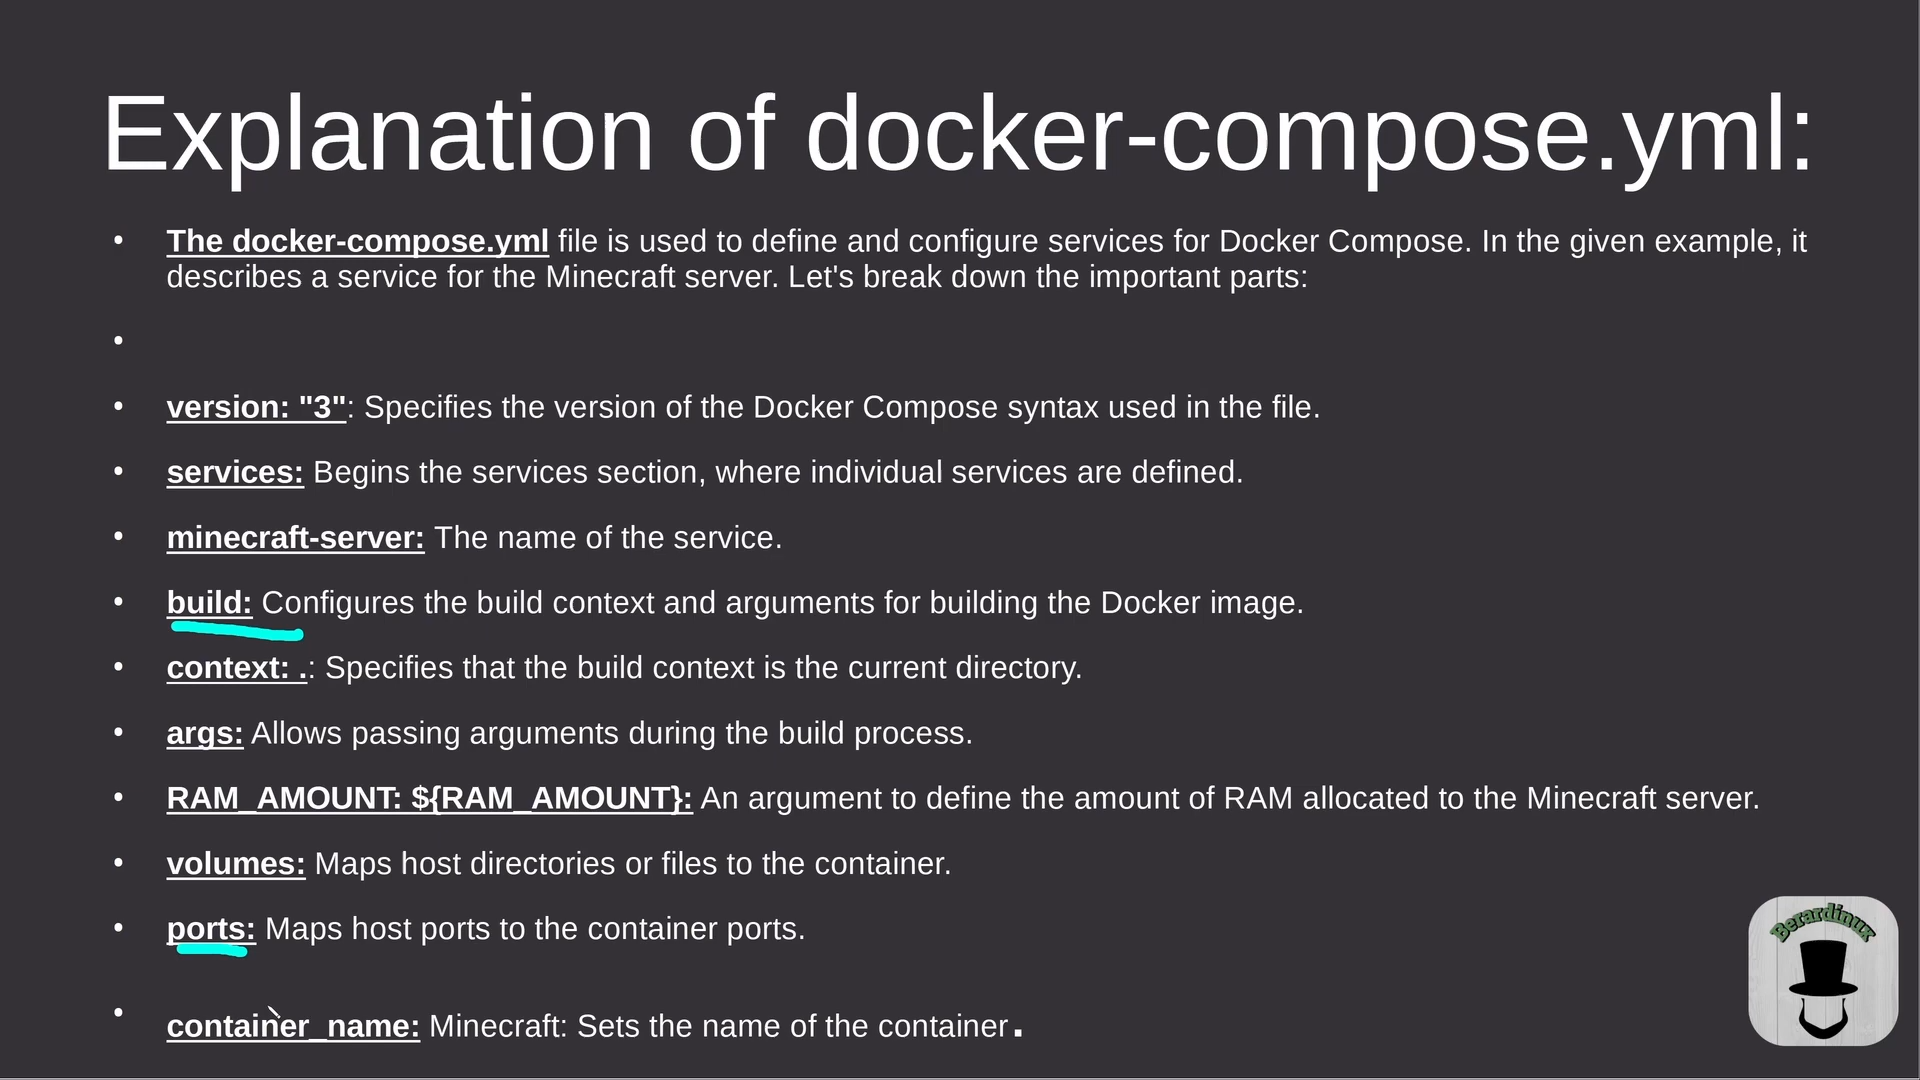 Explanation of docker-compose.yml:
• The docker-compose.yml file is used to define and configure services for Docker Compose. In the given example, it
describes a service for the Minecraft server. Let's break down the important parts:
•
• version: "3": Specifies the version of the Docker Compose syntax used in the file.
• services: Begins the services section, where individual services are defined.
• minecraft-server: The name of the service.
• build: Configures the build context and arguments for building the Docker image.
• context: .: Specifies that the build context is the current directory.
• args: Allows passing arguments during the build process.
• RAM_AMOUNT: ${RAM_AMOUNT}: An argument to define the amount of RAM allocated to the Minecraft server.
• volumes: Maps host directories or files to the container.
• ports: Maps host ports to the container ports.
• container_name: Minecraft: Sets the name of the container.
Berardinux